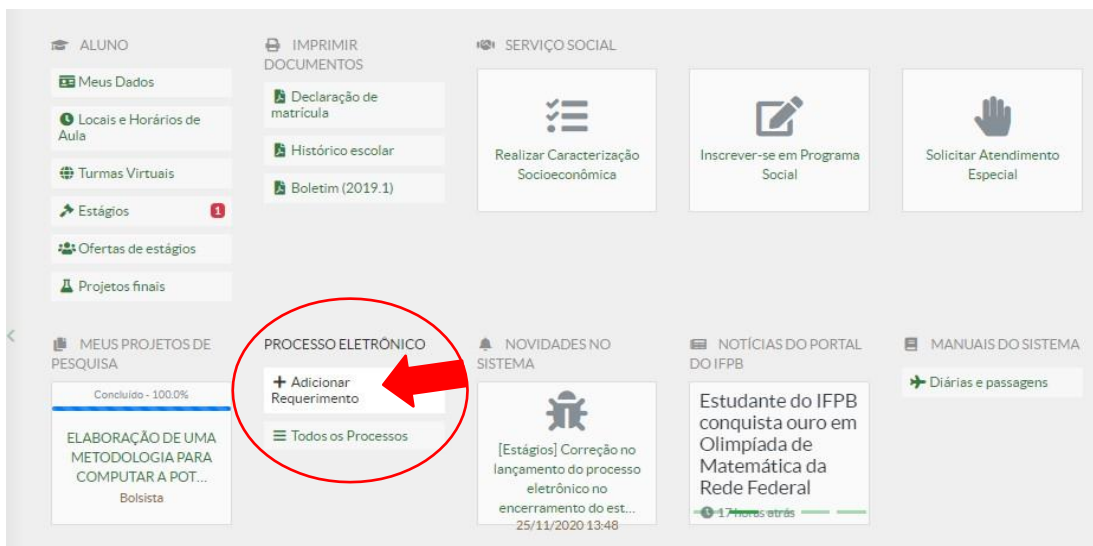 ALUNO
Meus Dados
Locais e Horários de
Aula
Turmas Virtuais
Estágios 1
Ofertas de estágios
Projetos finais
IMPRIMIR
DOCUMENTOS
Declaração de
matrícula
Histórico escolar
Boletim (2019.1)
SERVIÇO SOCIAL
Realizar Caracterização
Socioeconômica
Inscrever-se em Programa
Social
Solicitar Atendimento
Especial
MEUS PROJETOS DE
PESQUISA
Concluído - 100.0%
ELABORAÇÃO DE UMA
METODOLOGIA PARA
COMPUTAR A POT...
Bolsista
PROCESSO ELETRÔNICO
Adicionar
Requerimento
Todos os Processos
NOVIDADES NO
SISTEMA
[Estágios] Correção no
lançamento do processo
eletrônico no
encerramento do est...
25/11/2020 13:48
NOTÍCIAS DO PORTAL
DO IFPB
Estudante do IFPB
conquista ouro em
Olimpíada de
Matemática da
Rede Federal
17 horas atrás
MANUAIS DO SISTEMA
Diárias e passagens